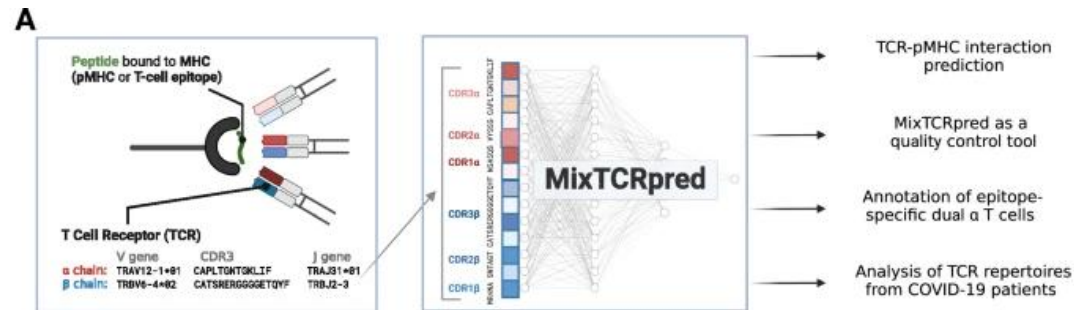 A
Peptide bound to MHC
(pMHC or T-cell epitope)
T Cell Receptor (TCR)
V gene CDR3 J gene
α chain: TRAV12-1*01 CAPLTGNTGKLIF TRAJ31*01
β chain: TRBV6-4*02 CATSRERGGGGETQYF TRBJ2-3
CDR3α
CDR2α
CDR1α
CDR3β
CDR2β
CDR1β
MixTCRpred
TCR-pMHC interaction
prediction
MixTCRpred as a
quality control tool
Annotation of epitope-
specific dual α T cells
Analysis of TCR repertoires
from COVID-19 patients